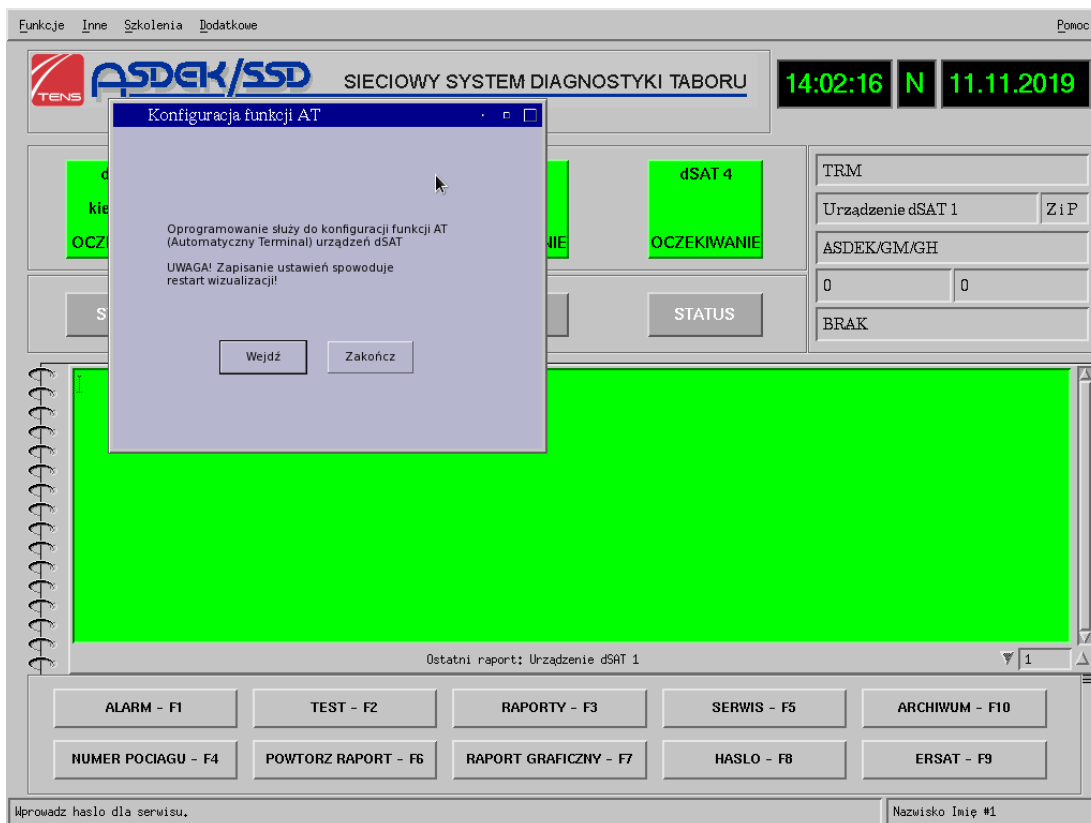 Funkcje Inne Szkolenia Dodatkowe Pomoc
TENS ASDEK/SSD SIECIOWY SYSTEM DIAGNOSTYKI TABORU 14:02:16 N 11.11.2019
Konfiguracja funkcji AT
dSAT 4
OCZEKIWANIE
STATUS
TRM
Urządzenie dSAT 1 Z i P
ASDEK/GM/GH
0 0
BRAK
Oprogramowanie służy do konfiguracji funkcji AT
(Automatyczny Terminal) urządzeń dSAT
UWAGA! Zapisanie ustawień spowoduje
restart wizualizacji!
Wejdź Zakończ
Ostatni raport: Urządzenie dSAT 1 1
ALARM - F1 TEST - F2 RAPORTY - F3 SERWIS - F5 ARCHIWUM - F10
NUMER POCIAGU - F4 POWTORZ RAPORT - F6 RAPORT GRAFICZNY - F7 HASLO - F8 ERSAT - F9
Wprowadz haslo dla serwisu. Nazwisko Imię #1